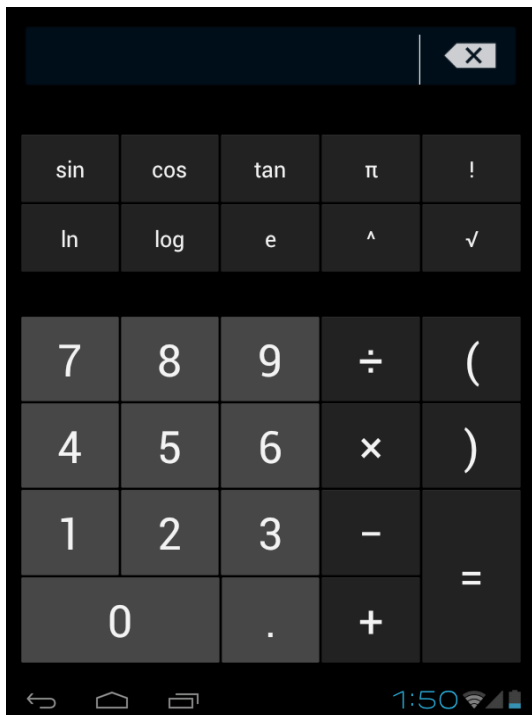 sin cos tan π !
ln log e ^ √
7 8 9 ÷ (
4 5 6 × )
1 2 3 −
=
0 . +
1:50